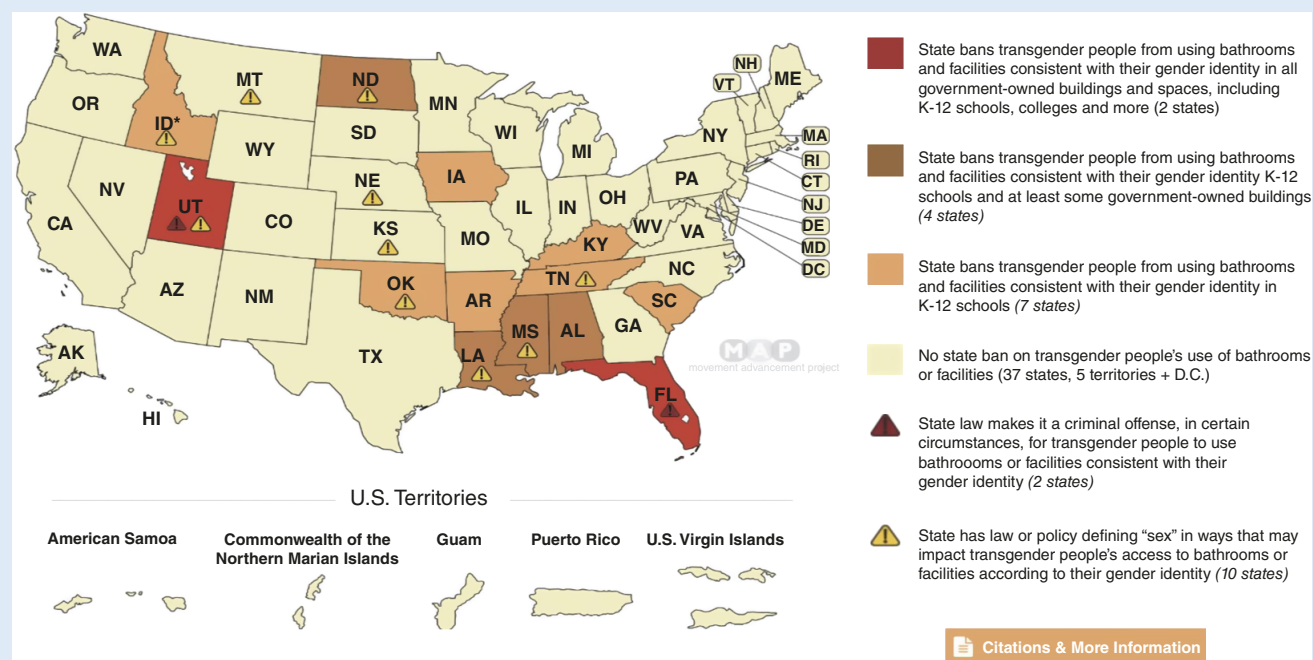 WA
OR
CA
NV
ID*
MT
WY
UT
AZ
CO
NM
ND
SD
NE
KS
OK
TX
MN
IA
MO
AR
LA
WI
IL
MS
MI
IN
KY
TN
AL
OH
WV
GA
FL
SC
NC
VA
PA
NY
VT
NH
ME
MA
RI
CT
NJ
DE
MD
DC
AK
HI
MAP
movement advancement project
U.S. Territories
American Samoa
Commonwealth of the
Northern Marian Islands
Guam
Puerto Rico
U.S. Virgin Islands
State bans transgender people from using bathrooms
and facilities consistent with their gender identity in all
government-owned buildings and spaces, including
K-12 schools, colleges and more (2 states)
State bans transgender people from using bathrooms
and facilities consistent with their gender identity K-12
schools and at least some government-owned buildings
(4 states)
State bans transgender people from using bathrooms
and facilities consistent with their gender identity in
K-12 schools (7 states)
No state ban on transgender people’s use of bathrooms
or facilities (37 states, 5 territories + D.C.)
State law makes it a criminal offense, in certain
circumstances, for transgender people to use
bathroooms or facilities consistent with their
gender identity (2 states)
State has law or policy defining “sex” in ways that may
impact transgender people’s access to bathrooms or
facilities according to their gender identity (10 states)
Citations & More Information